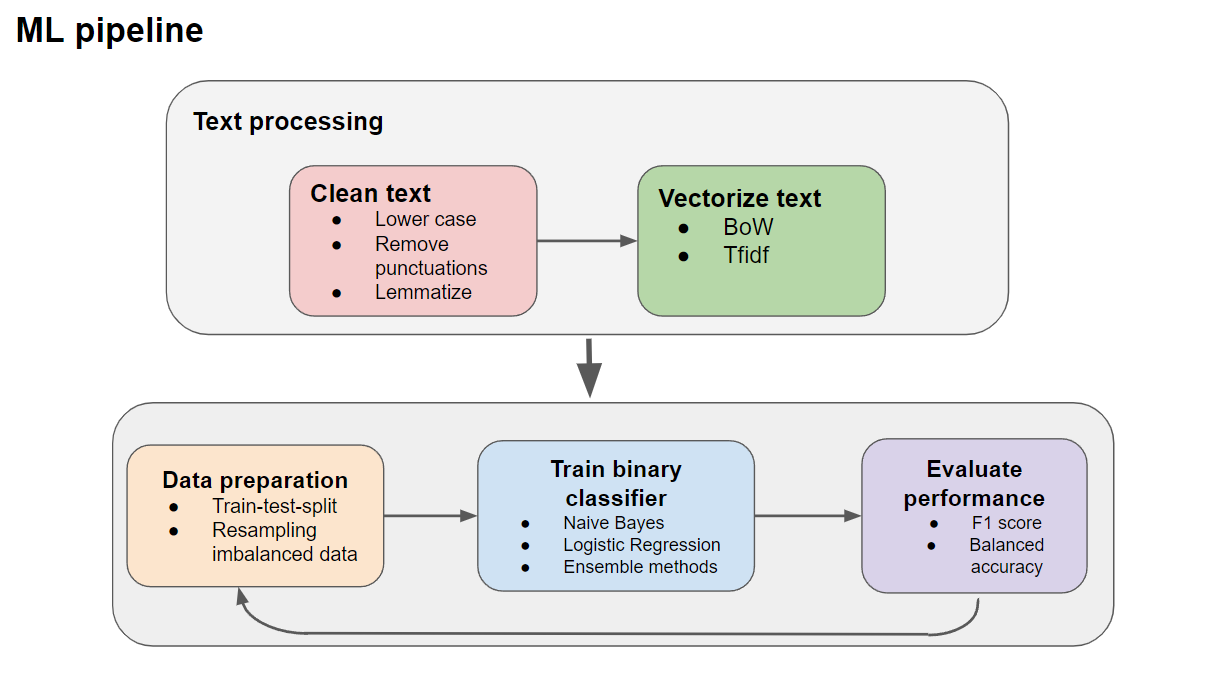 ML pipeline
Text processing
Clean text
● Lower case
● Remove
punctuations
● Lemmatize
Vectorize text
● BoW
● Tfidf
Data preparation
● Train-test-split
● Resampling
imbalanced data
Train binary
classifier
● Naive Bayes
● Logistic Regression
● Ensemble methods
Evaluate
performance
● F1 score
● Balanced
accuracy